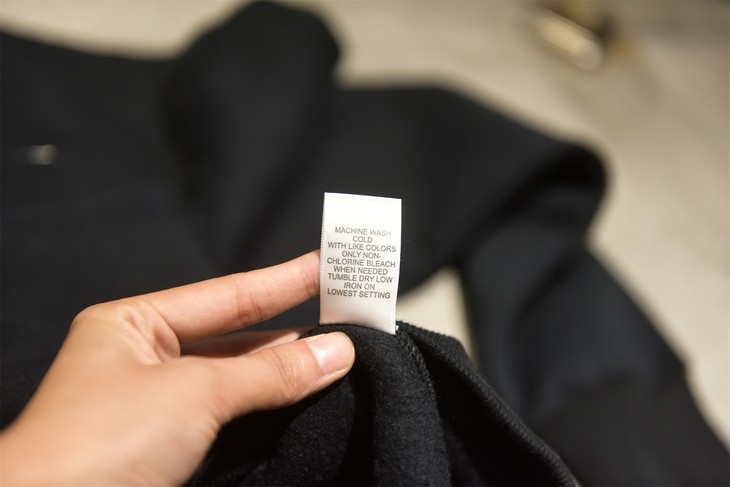 MACHINE WASH
COLD
WITH LIKE COLORS
ONLY NON-
CHLORINE BLEACH
WHEN NEEDED
TUMBLE DRY LOW
IRON ON
LOWEST SETTING